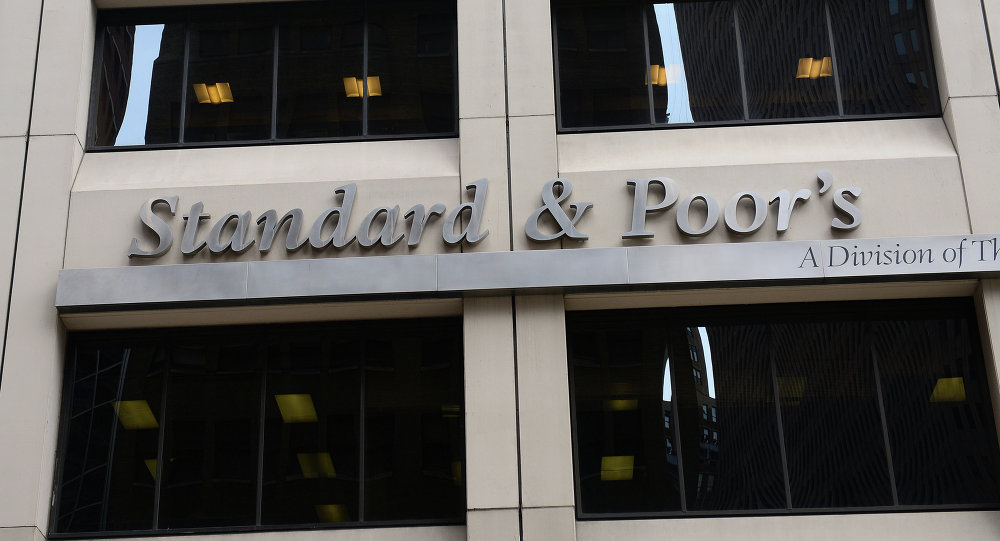 Standard & Poor's
A Division of